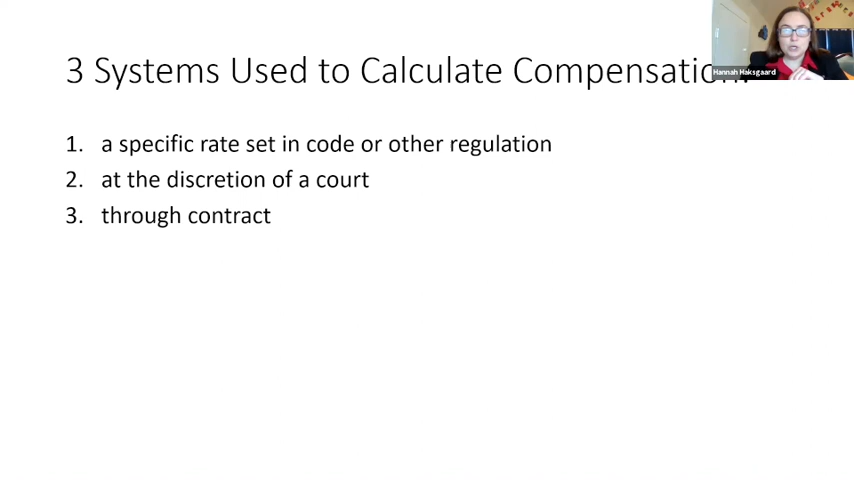 3 Systems Used to Calculate Compensation:
Hannah Haksgaard
1. a specific rate set in code or other regulation
2. at the discretion of a court
3. through contract